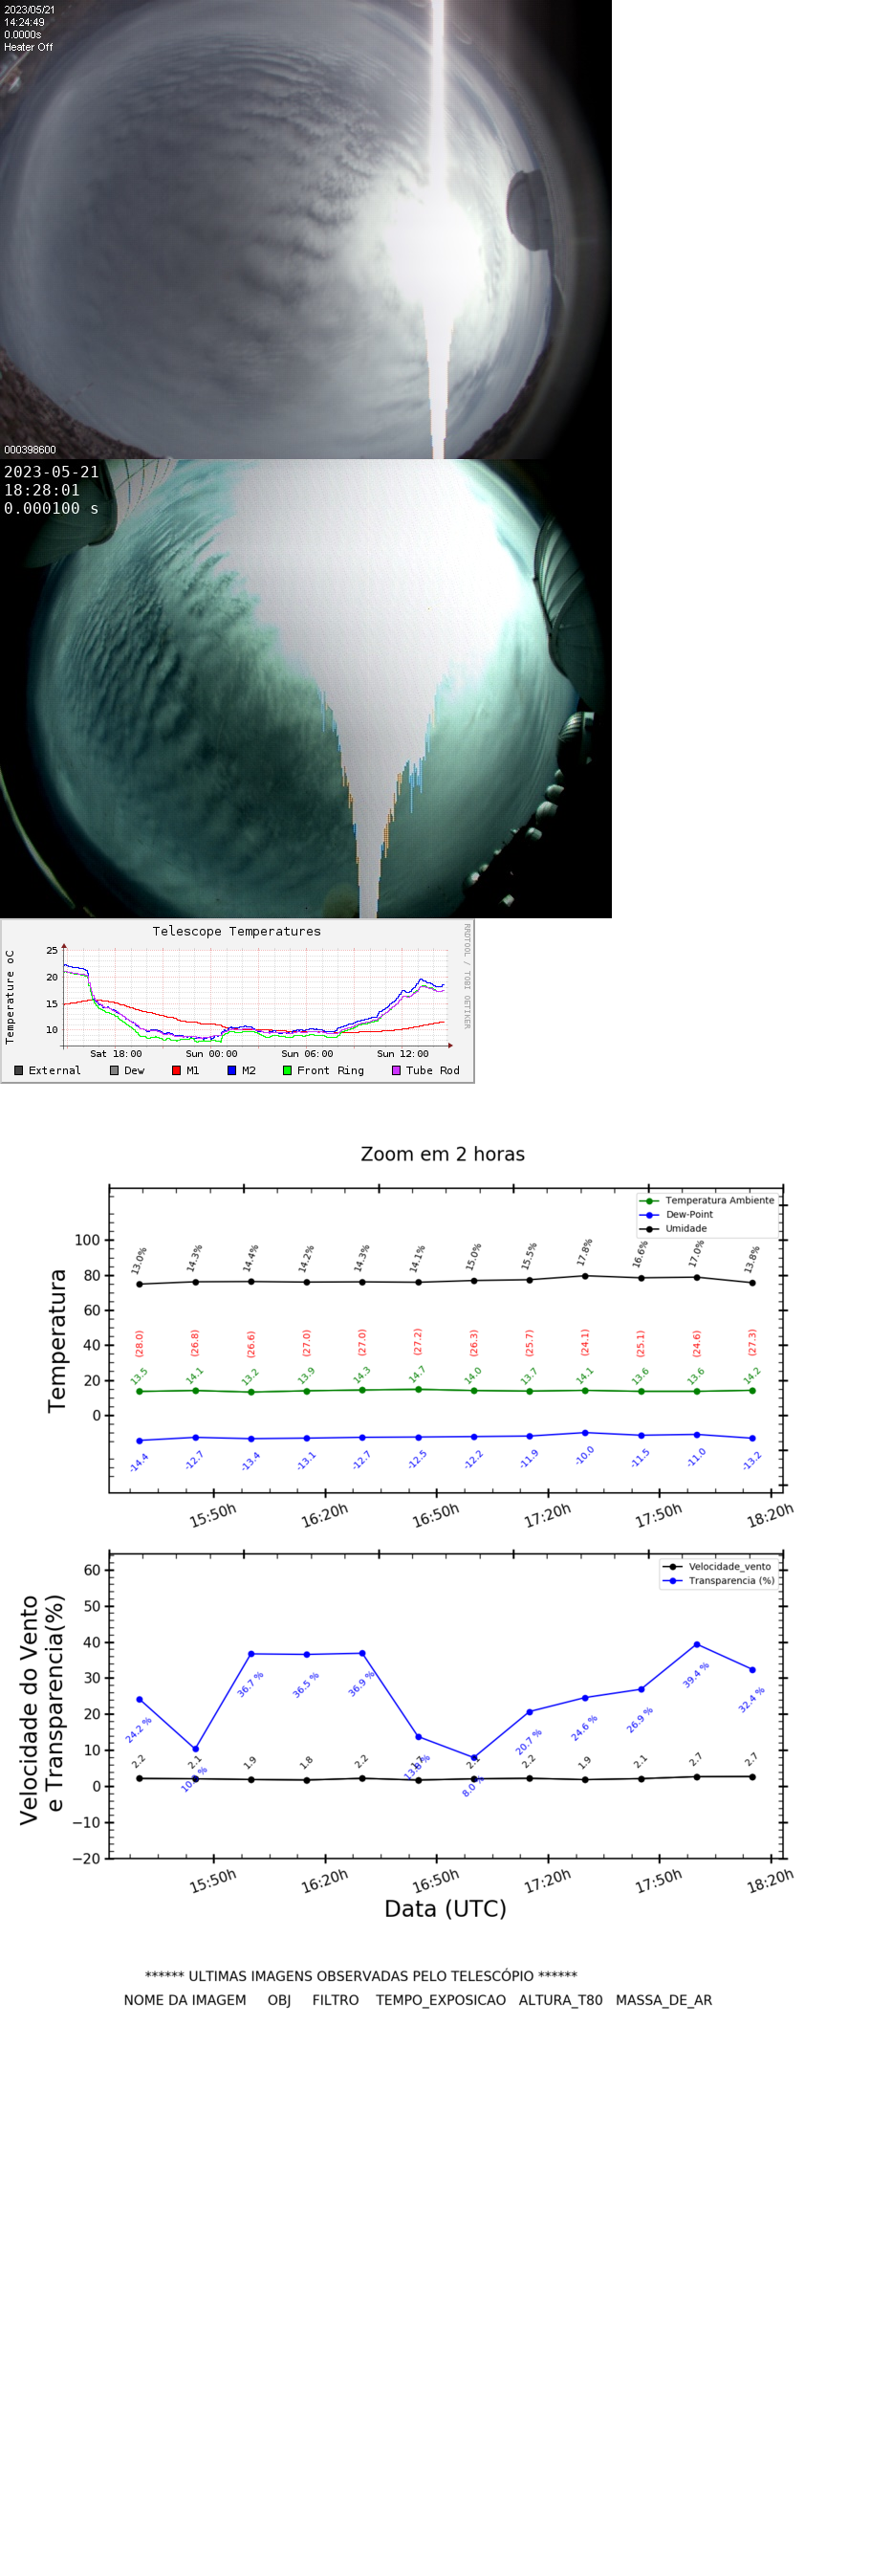 2023/05/21
14:24:49
0.0000s
Heater Off
000398600
2023-05-21
18:28:01
0.000100 s
Telescope Temperatures
RRDTOOL / TOBI OETIKER
Temperature oC
25
20
15
10
Sat 18:00 Sun 00:00 Sun 06:00 Sun 12:00
External Dew M1 M2 Front Ring Tube Rod
Zoom em 2 horas
Temperatura Ambiente
Dew-Point
Umidade
Temperatura
100
80
60
40
20
0
13.0% 14.3% 14.4% 14.2% 14.3% 14.1% 15.0% 15.5% 17.8% 16.6% 17.0% 13.8%
(28.0) (26.8) (26.6) (27.0) (27.0) (27.2) (26.3) (25.7) (24.1) (25.1) (24.6) (27.3)
13.5 14.1 13.2 13.9 14.3 14.7 14.0 13.7 14.1 13.6 13.6 14.2
-14.4 -12.7 -13.4 -13.1 -12.7 -12.5 -12.2 -11.9 -10.0 -11.5 -11.0 -13.2
15:50h 16:20h 16:50h 17:20h 17:50h 18:20h
Velocidade_vento
Transparencia (%)
Velocidade do Vento
e Transparencia(%)
60
50
40
30
20
10
0
−10
−20
24.2 % 36.7 % 36.5 % 36.9 % 8.0 % 20.7 % 24.6 % 26.9 % 39.4 % 32.4 %
2.2 2.1 1.9 1.8 2.2 2.2 1.9 2.1 2.7 2.7
15:50h 16:20h 16:50h 17:20h 17:50h 18:20h
Data (UTC)
****** ULTIMAS IMAGENS OBSERVADAS PELO TELESCÓPIO ******
NOME DA IMAGEM OBJ FILTRO TEMPO_EXPOSICAO ALTURA_T80 MASSA_DE_AR